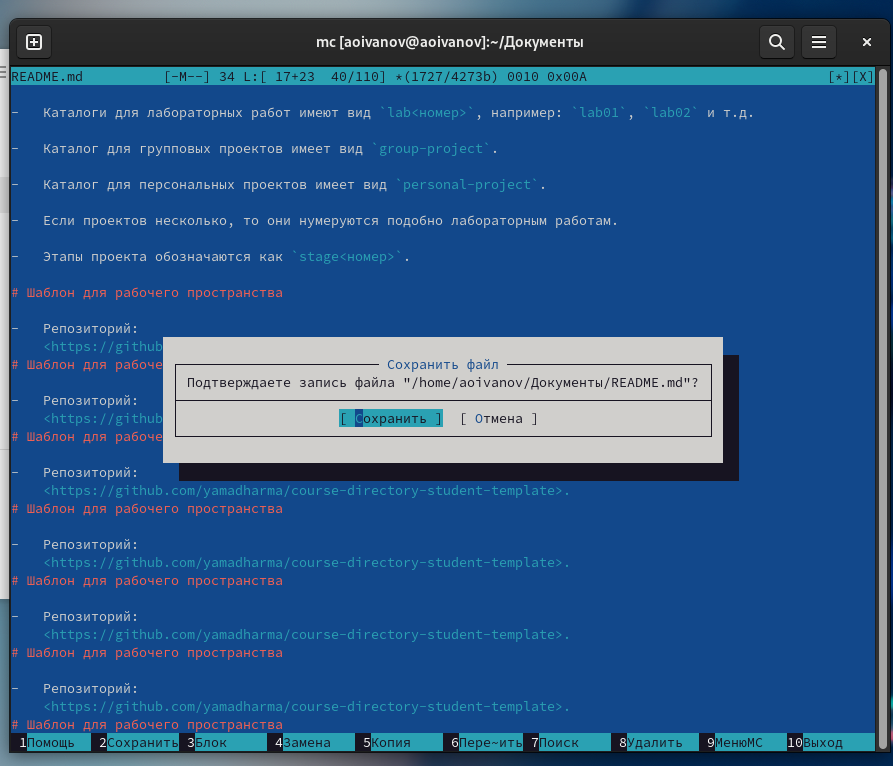 mc [aoivanov@aoivanov]:~/Документы
README.md [-M--] 34 L:[ 17+23 40/110] *(1727/4273b) 0010 0x00A [*][X]
- Каталоги для лабораторных работ имеют вид `lab<номер>`, например: `lab01`, `lab02` и т.д.
- Каталог для групповых проектов имеет вид `group-project`.
- Каталог для персональных проектов имеет вид `personal-project`.
- Если проектов несколько, то они нумеруются подобно лабораторным работам.
- Этапы проекта обозначаются как `stage<номер>`.
# Шаблон для рабочего пространства
- Репозиторий:
<https://github
# Шаблон для рабоче
- Репозиторий:
<https://github
# Шаблон для рабоче
Сохранить файл
Подтверждаете запись файла "/home/aoivanov/Документы/README.md"?
[ Сохранить ] [ Отмена ]
- Репозиторий:
<https://github.com/yamadharma/course-directory-student-template>.
# Шаблон для рабочего пространства
- Репозиторий:
<https://github.com/yamadharma/course-directory-student-template>.
# Шаблон для рабочего пространства
- Репозиторий:
<https://github.com/yamadharma/course-directory-student-template>.
# Шаблон для рабочего пространства
- Репозиторий:
<https://github.com/yamadharma/course-directory-student-template>.
# Шаблон для рабочего пространства
1Помощь 2Сохранить 3Блок 4Замена 5Копия 6Пере~ить 7Поиск 8Удалить 9МенюМС 10Выход